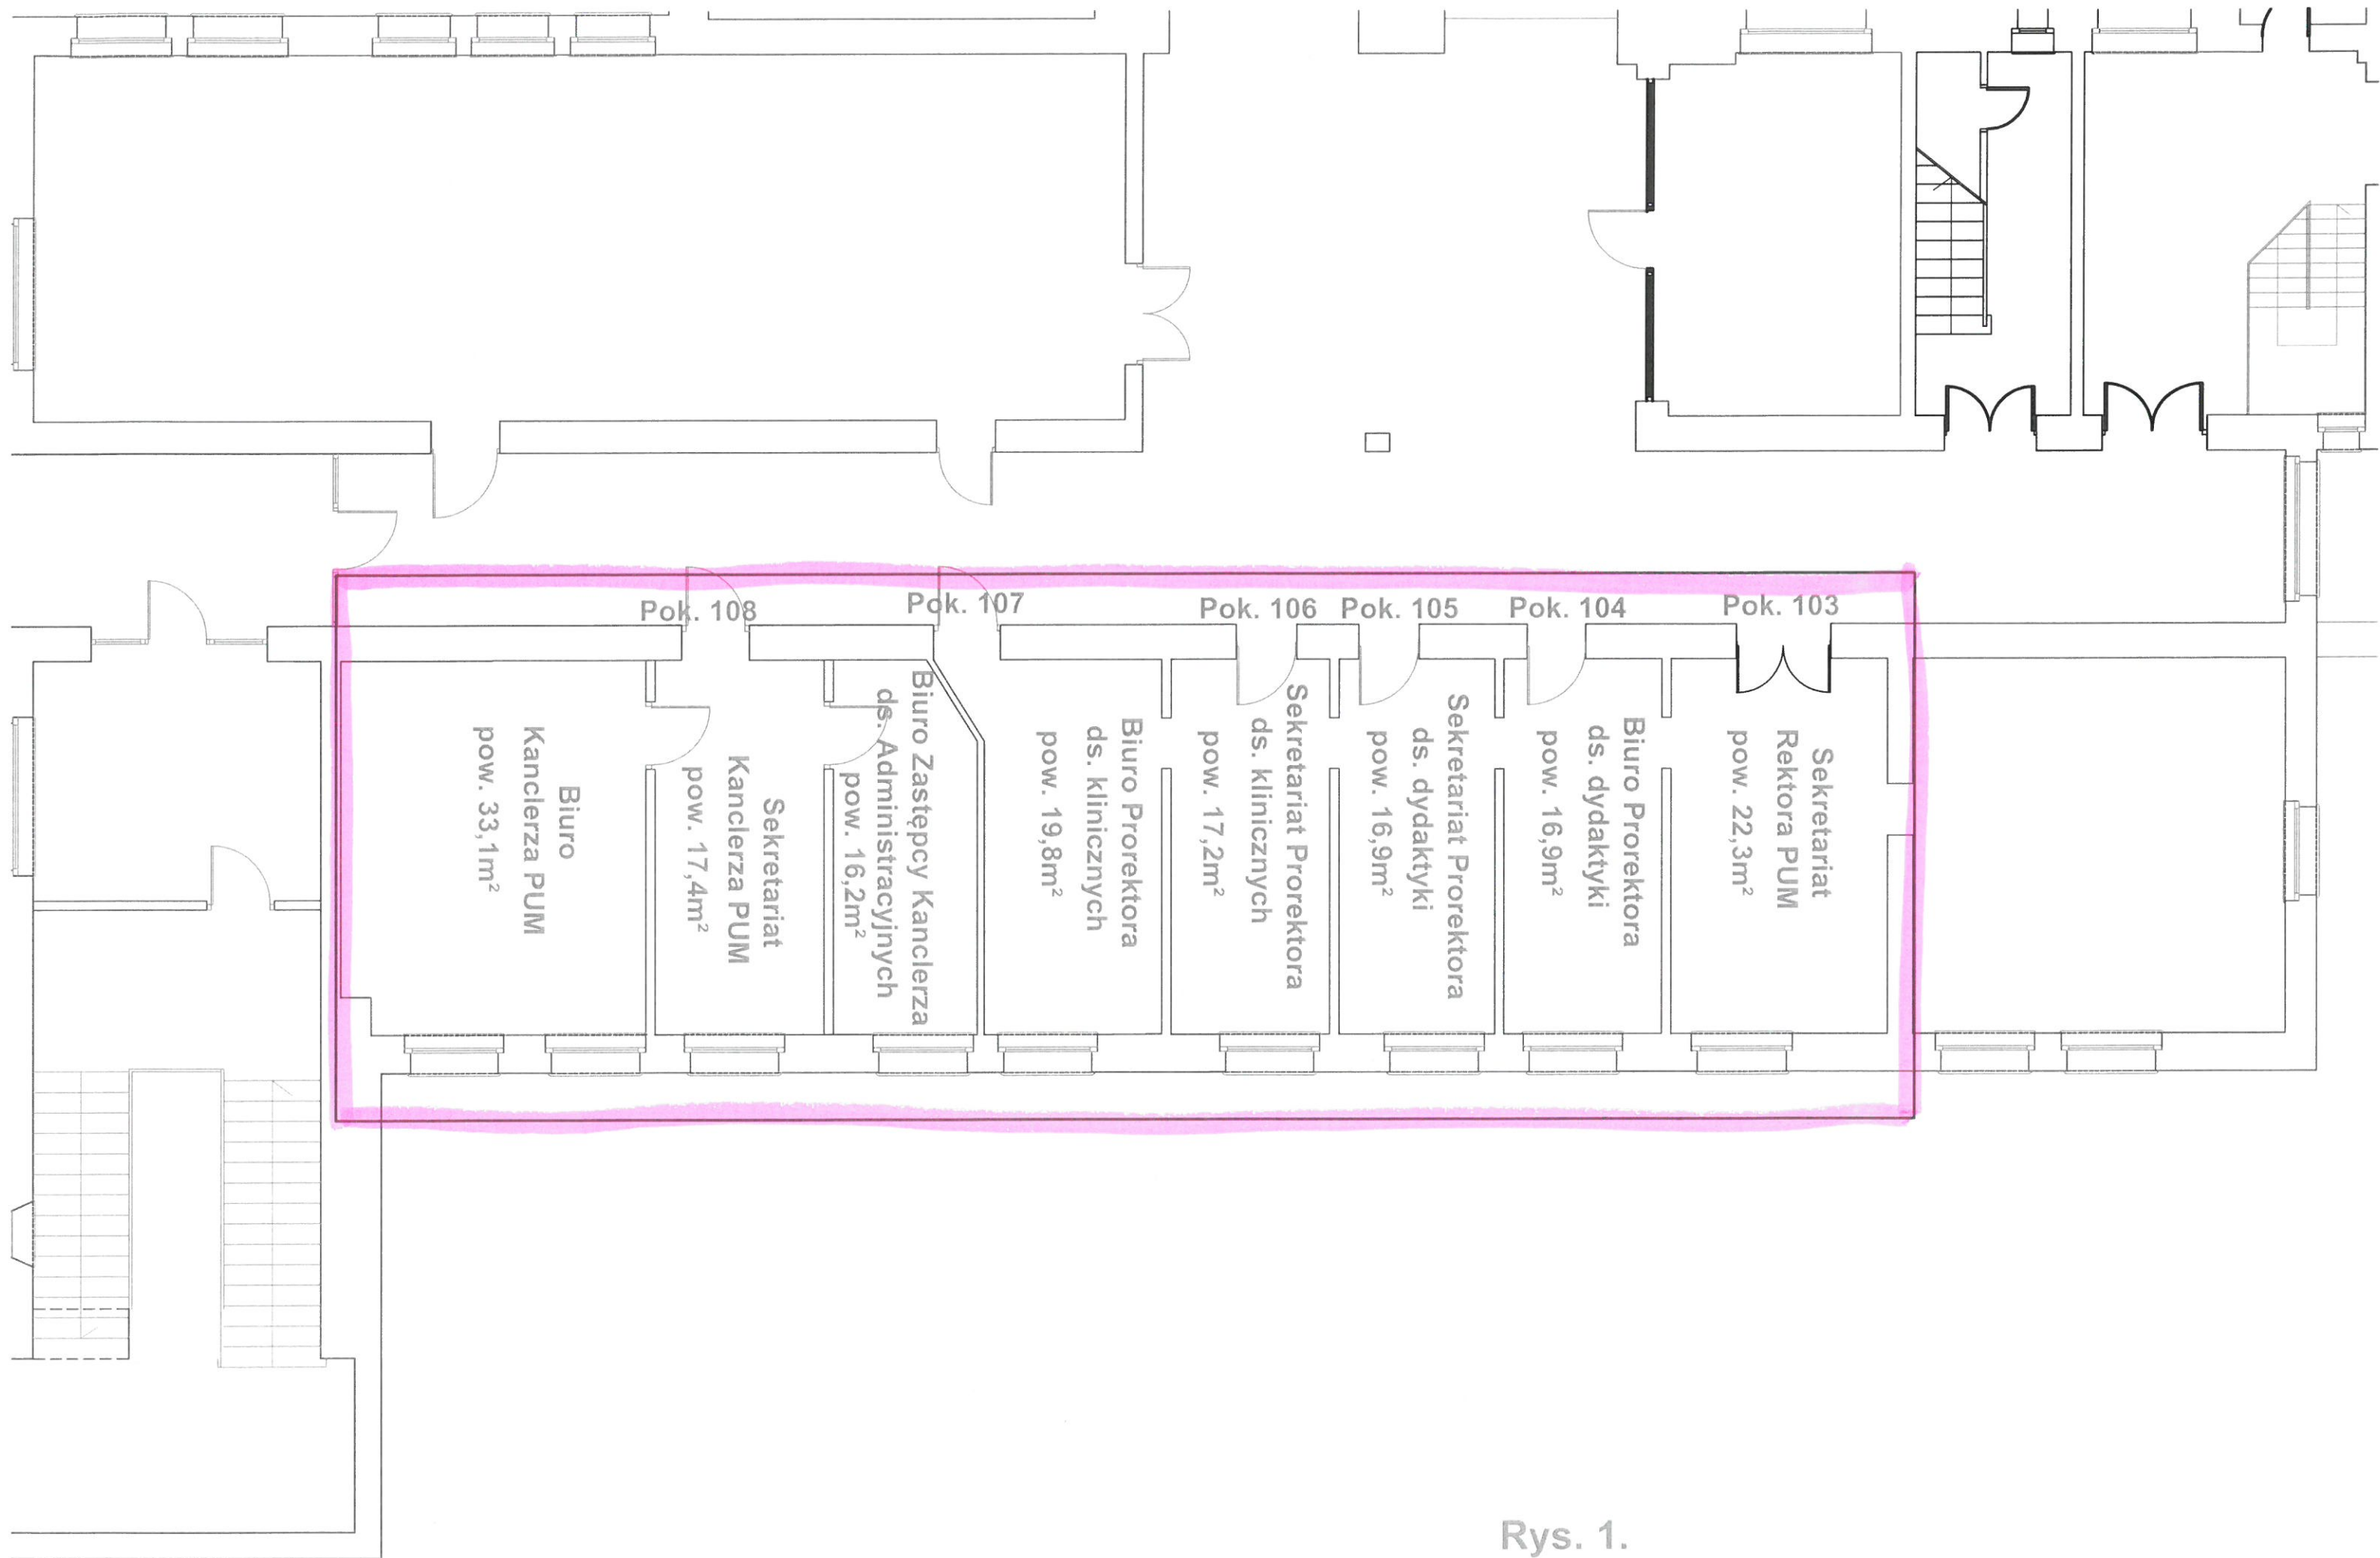 Pok. 108
Pok. 107
Pok. 106
Pok. 105
Pok. 104
Pok. 103
Biuro
Kanclerza PUM
pow. 33,1m²
Sekretariat
Kanclerza PUM
pow. 17,4m²
Biuro Zastępcy Kanclerza
ds. Administracyjnych
pow. 16,2m²
Biuro Prorektora
ds. klinicznych
pow. 19,8m²
Sekretariat Prorektora
ds. klinicznych
pow. 17,2m²
Sekretariat Prorektora
ds. dydaktyki
pow. 16,9m²
Biuro Prorektora
ds. dydaktyki
pow. 16,9m²
Sekretariat
Rektora PUM
pow. 22,3m²
Rys. 1.